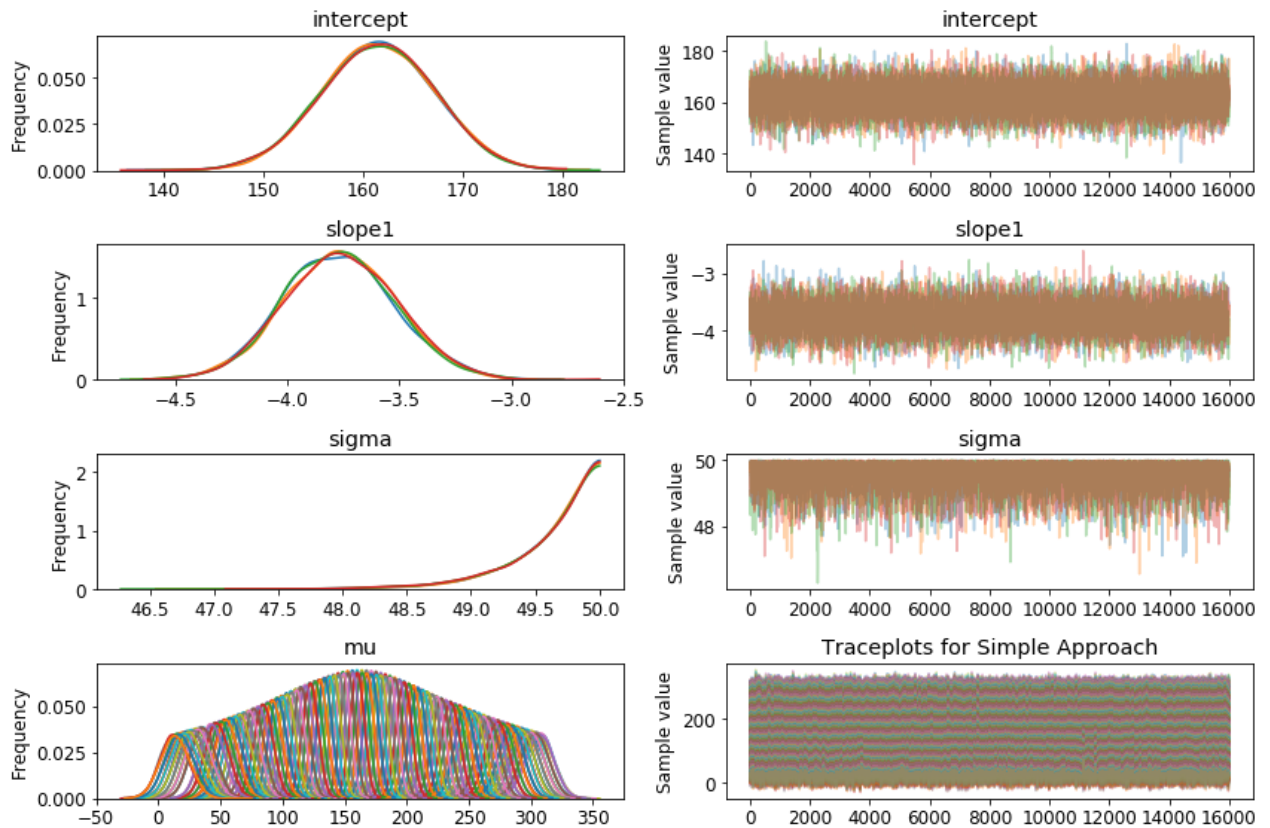 intercept
Frequency
0.050
0.025
0.000
140 150 160 170 180
intercept
Sample value
180
160
140
0 2000 4000 6000 8000 10000 12000 14000 16000
slope1
Frequency
1
0
−4.5 −4.0 −3.5 −3.0 −2.5
slope1
Sample value
−3
−4
0 2000 4000 6000 8000 10000 12000 14000 16000
sigma
Frequency
2
1
0
46.5 47.0 47.5 48.0 48.5 49.0 49.5 50.0
sigma
Sample value
50
48
0 2000 4000 6000 8000 10000 12000 14000 16000
mu
Frequency
0.050
0.025
0.000
−50 0 50 100 150 200 250 300 350
Traceplots for Simple Approach
Sample value
200
0
0 2000 4000 6000 8000 10000 12000 14000 16000